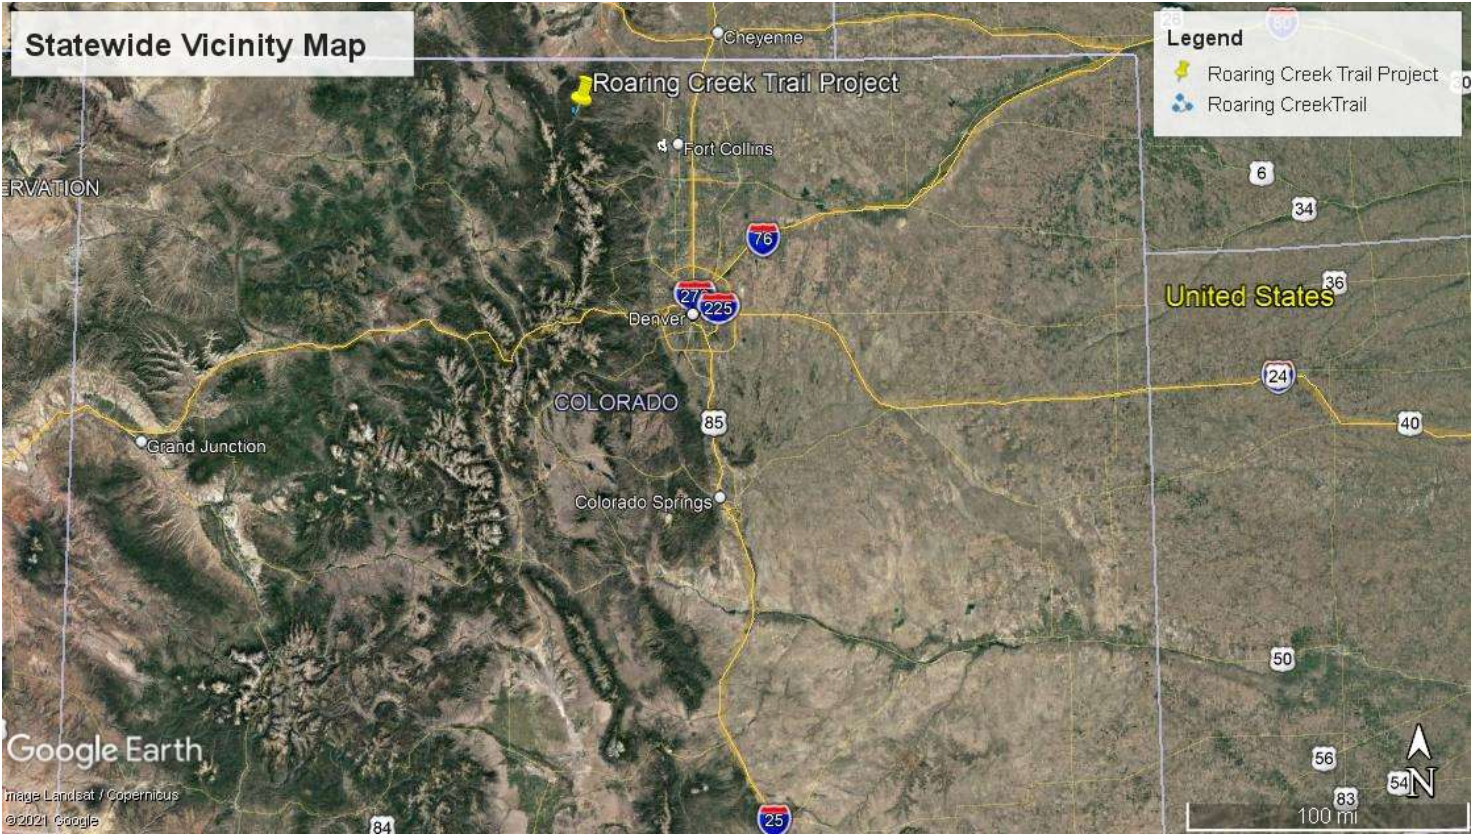 Statewide Vicinity Map
Cheyenne
Legend
Roaring Creek Trail Project
Roaring Creek Trail Project
Roaring CreekTrail
Fort Collins
ERVATION
6
34
76
36
United States
225
Denver
24
COLORADO
85
40
Grand Junction
Colorado Springs
50
Google Earth
56
54
N
mage Landsat / Copernicus
83
100 mi
©2021 Google
84
25